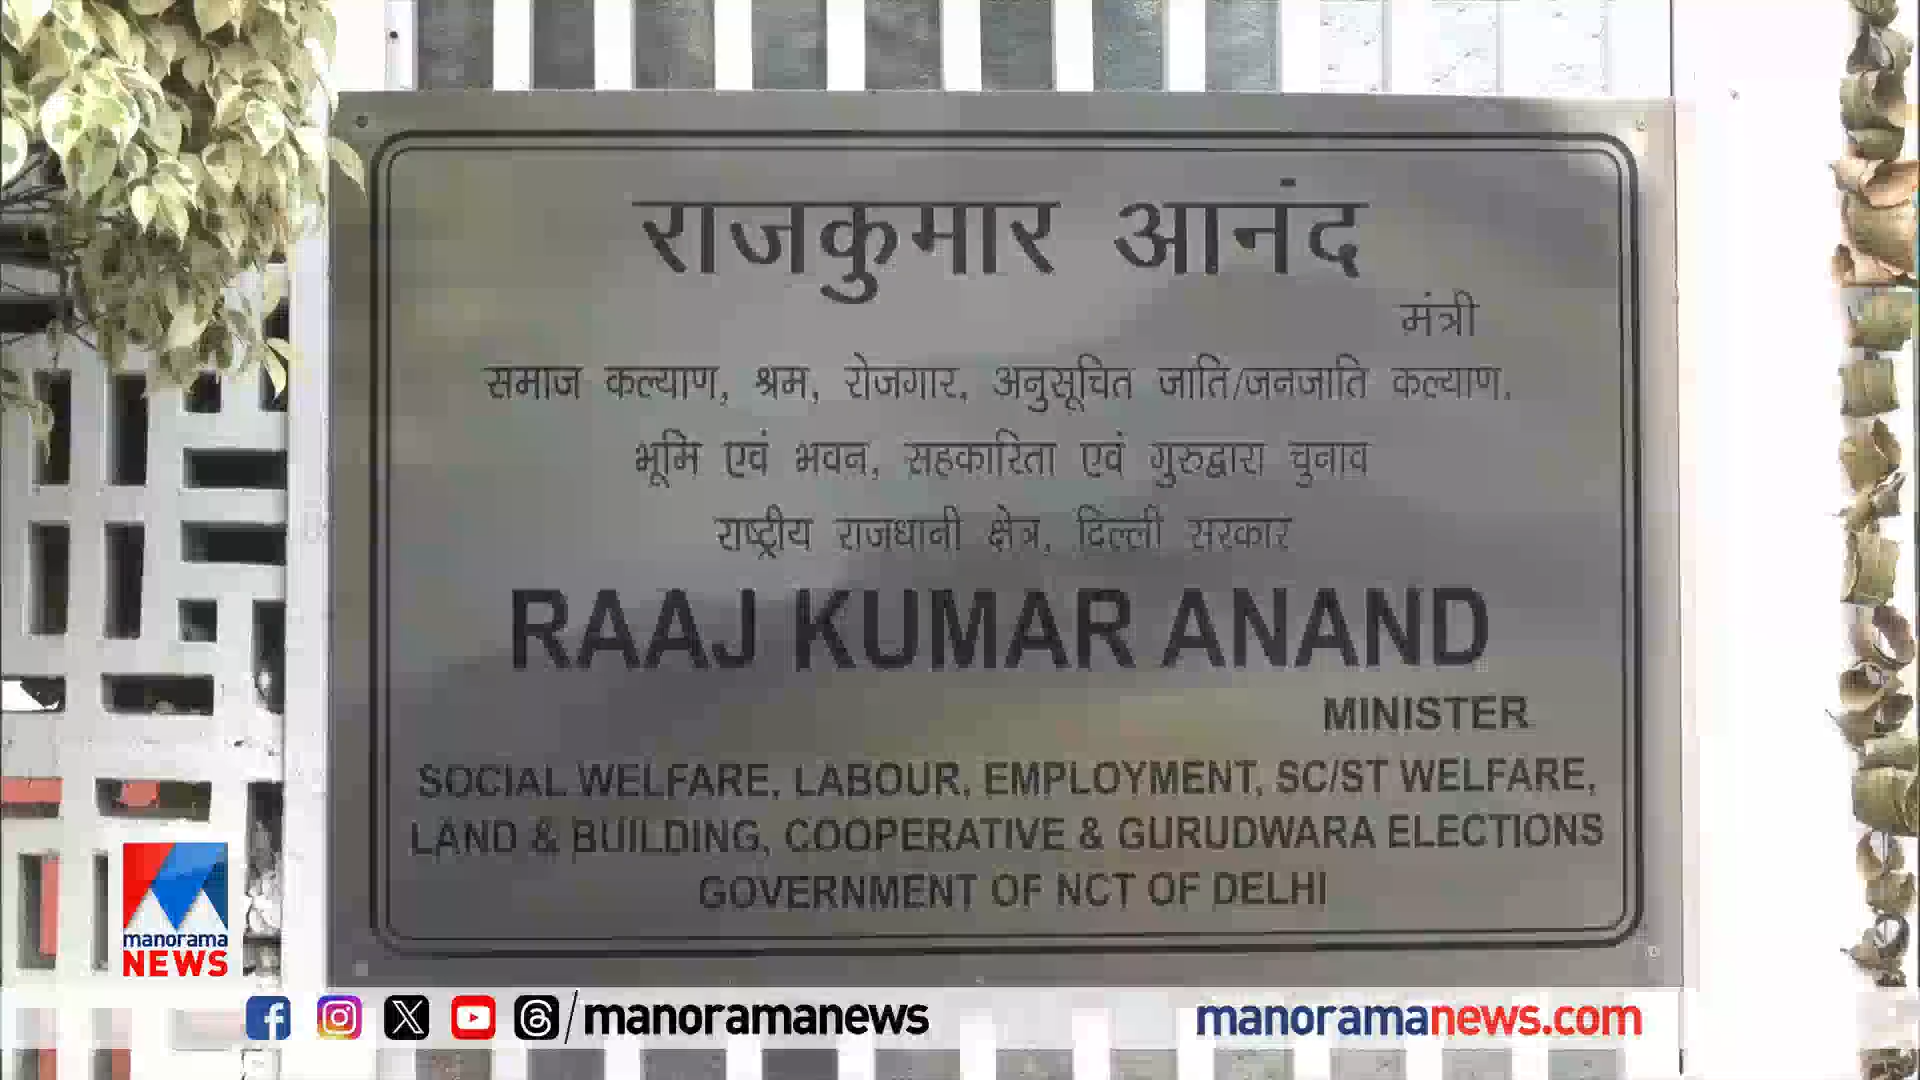 राजकुमार आनंद
मंत्री
समाज कल्याण, श्रम, रोजगार, अनुसूचित जाति/जनजाति कल्याण,
भूमि एवं भवन, सहकारिता एवं गुरुद्वारा चुनाव
राष्ट्रीय राजधानी क्षेत्र, दिल्ली सरकार
RAAJ KUMAR ANAND
MINISTER
SOCIAL WELFARE, LABOUR, EMPLOYMENT, SC/ST WELFARE,
LAND & BUILDING, COOPERATIVE & GURUDWARA ELECTIONS
GOVERNMENT OF NCT OF DELHI
manorama
NEWS
/manoramanews
manoramanews.com